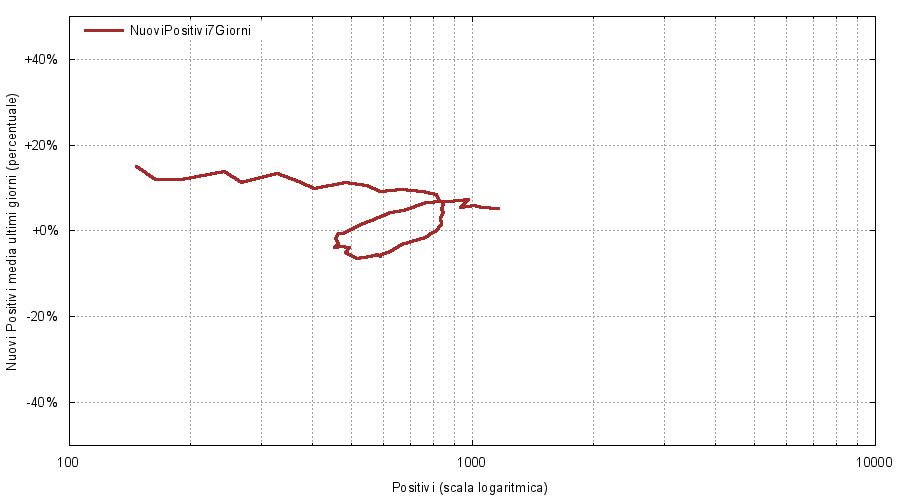 NuoviPositivi7Giorni
+40%
+20%
+0%
-20%
-40%
Nuovi Positivi media ultimi giorni (percentuale)
100
1000
10000
Positivi (scala logaritmica)